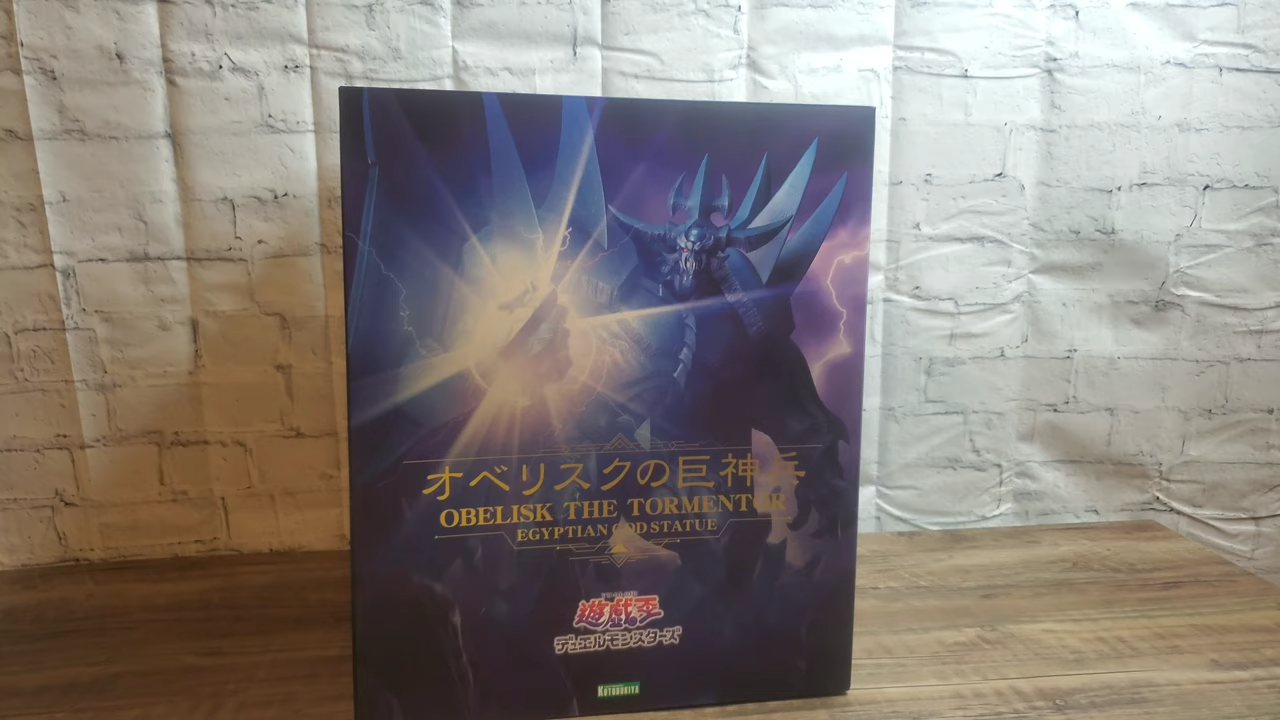 オベリスクの巨神兵
OBELISK THE TORMENTOR
EGYPTIAN GOD STATUE
遊戯王
デュエルモンスターズ
KOTOBUKIYA